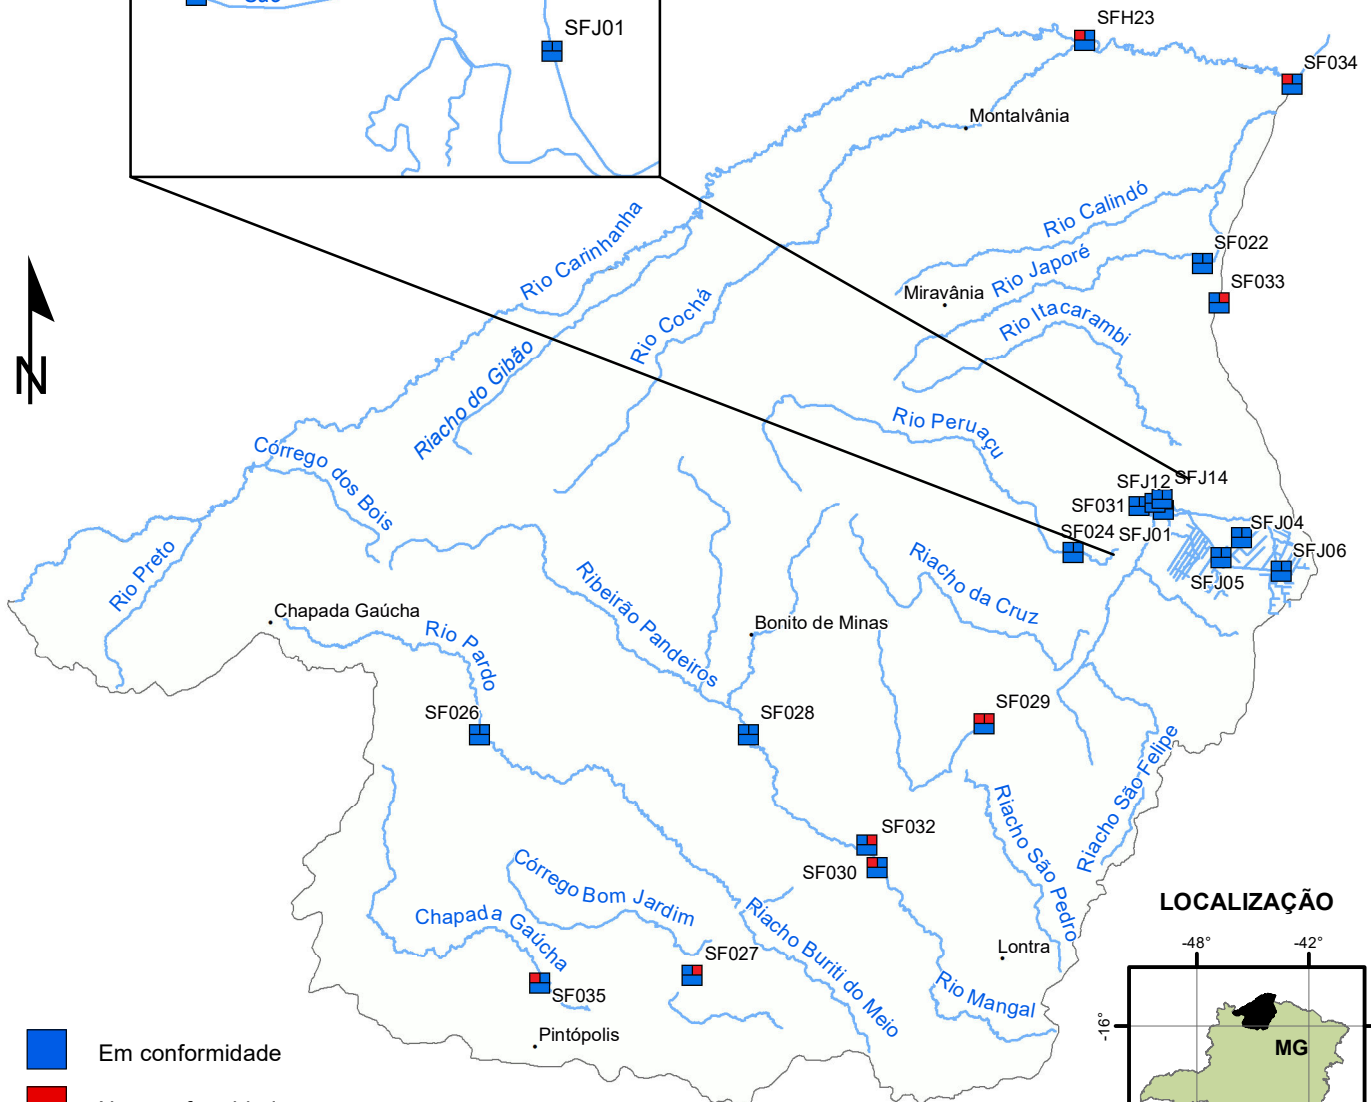 SFJ01
SFH23
SF034
Montalvânia
Rio Calindó
Rio Carinhanha
SF022
Rio Japoré
SF033
Miravânia
Rio Cochá
Rio Itacarambi
N
Riacho do Gibão
Rio Peruaçu
Córrego dos Bois
SFJ12
SFJ14
SF031
SF024
SFJ01
SFJ04
SFJ06
SFJ05
Rio Preto
Riacho da Cruz
Ribeirão Pandeiros
Chapada Gaúcha
Bonito de Minas
Rio Pardo
SF029
SF026
SF028
Riacho São Felipe
Riacho São Pedro
SF032
SF030
Córrego Bom Jardim
LOCALIZAÇÃO
Chapada Gaúcha
Riacho Buriti do Meio
-48°
-42°
Lontra
SF027
SF035
Rio Mangal
-16°
Pintópolis
MG
Em conformidade